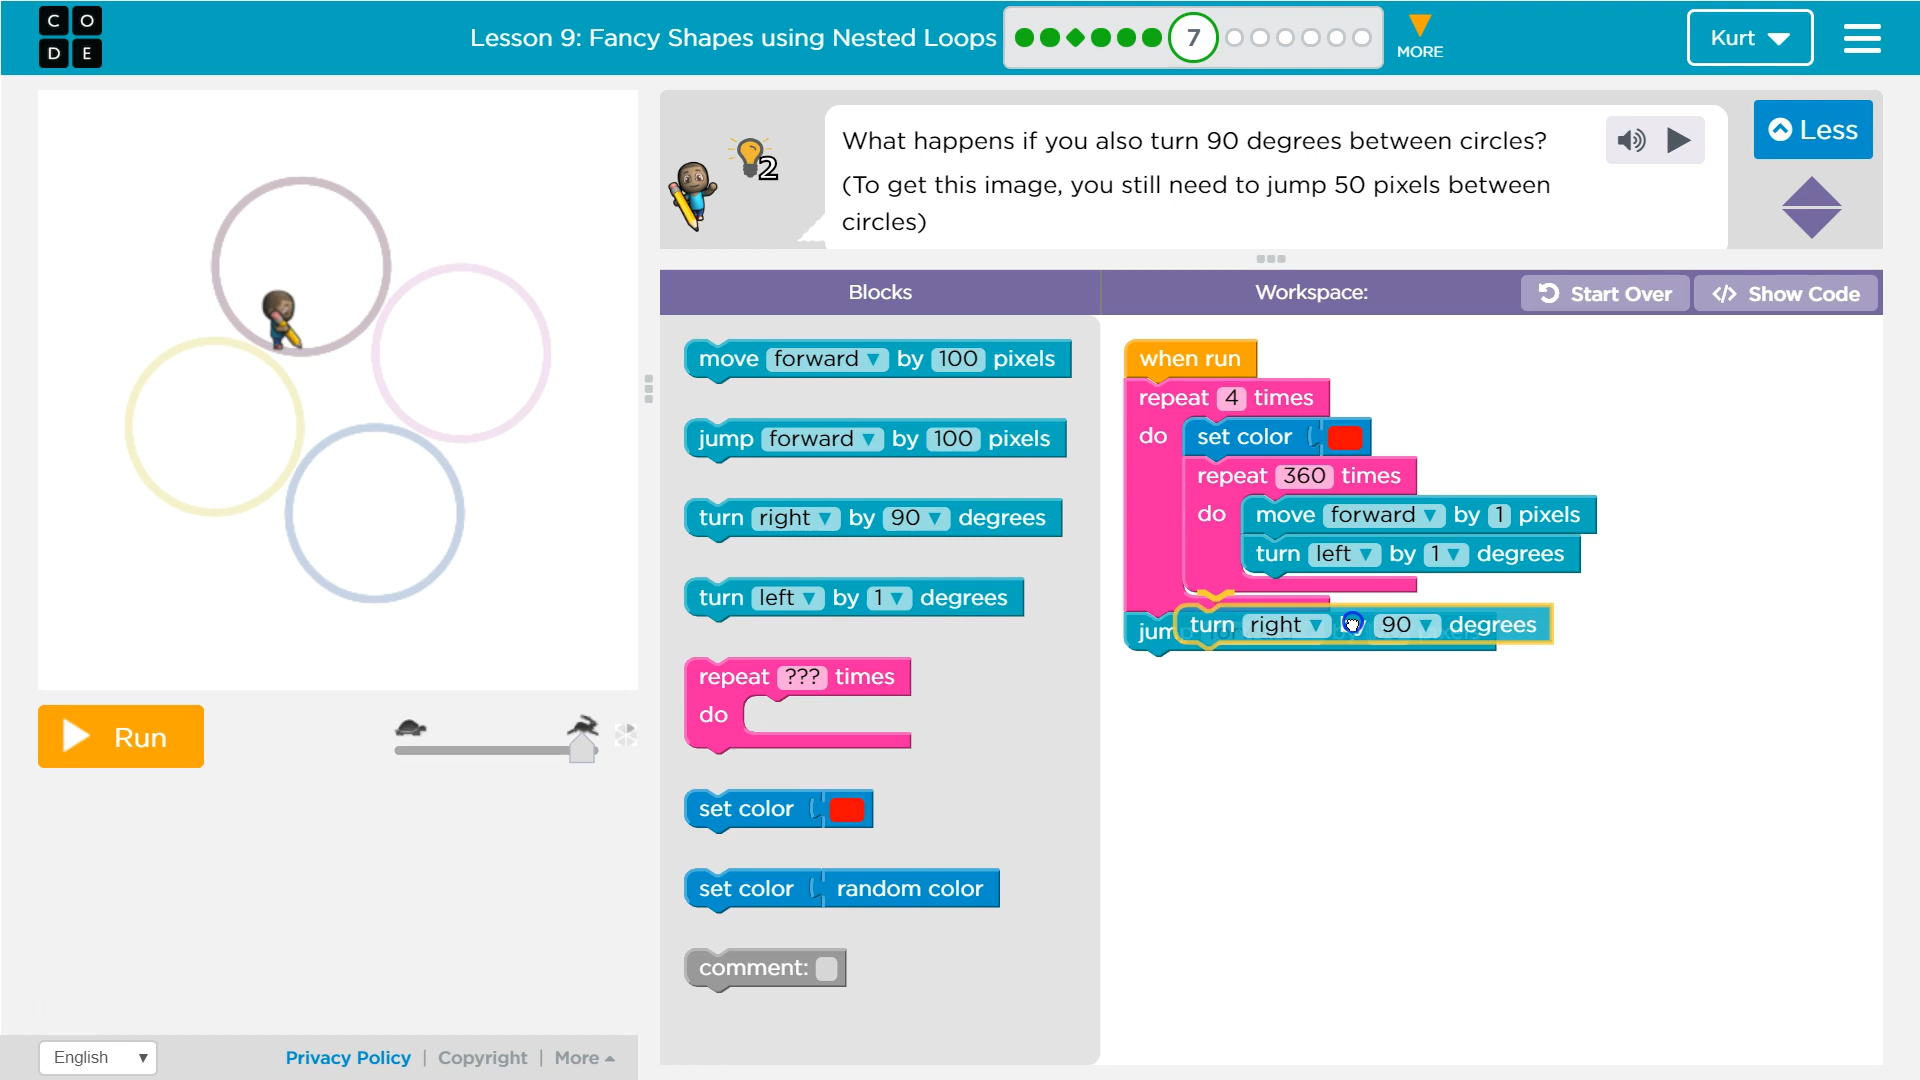 C O
D E
Lesson 9: Fancy Shapes using Nested Loops
7
MORE
Kurt
2
What happens if you also turn 90 degrees between circles?
(To get this image, you still need to jump 50 pixels between
circles)
Less
Blocks
Workspace:
Start Over
</> Show Code
move forward by 100 pixels
jump forward by 100 pixels
turn right by 90 degrees
turn left by 1 degrees
repeat ??? times
do
set color
set color random color
comment:
when run
repeat 4 times
do set color
repeat 360 times
do move forward by 1 pixels
turn left by 1 degrees
turn right by 90 degrees
Run
English
Privacy Policy | Copyright | More